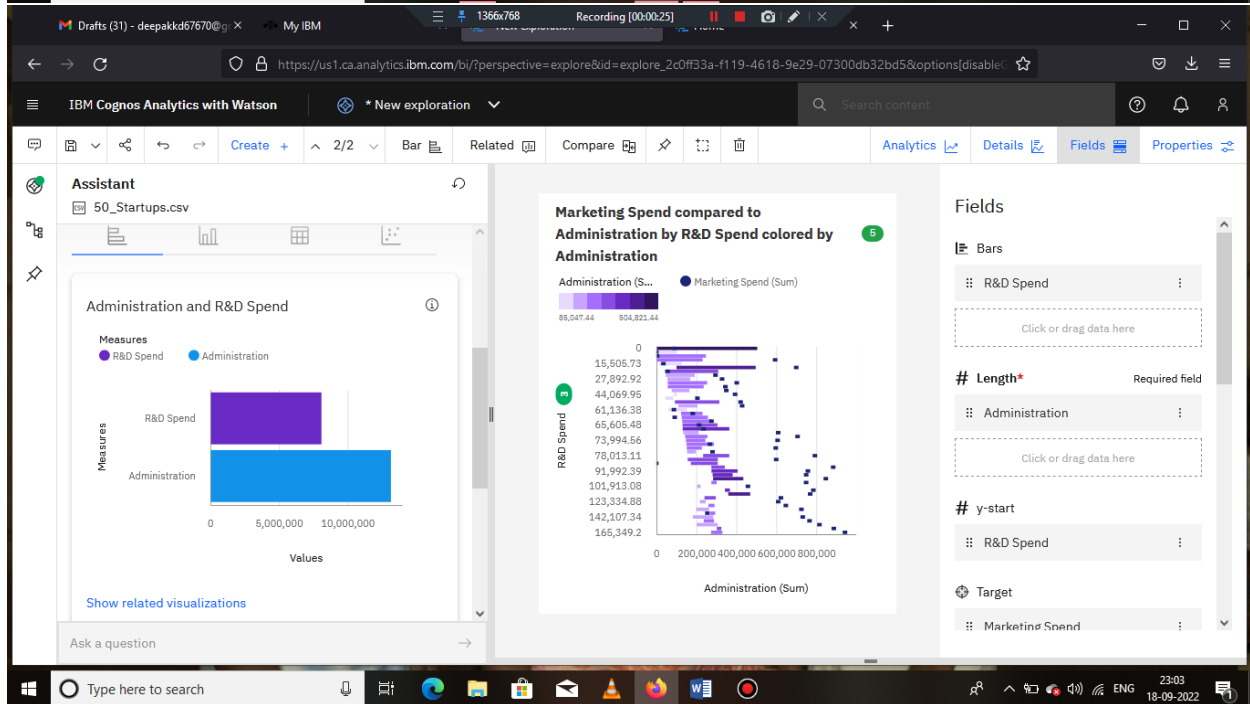 Drafts (31) - deepakkd67670@g
My IBM
1366x768
Recording [00:00:25]
New Exploration
Home
https://us1.ca.analytics.ibm.com/bi/?perspective=explore&id=explore_2c0ff33a-f119-4618-9e29-07300db32bd5&options[disableG
IBM Cognos Analytics with Watson
* New exploration
Search content
Create +
2/2
Bar
Related
Compare
Analytics
Details
Fields
Properties
Assistant
CSV 50_Startups.csv
Administration and R&D Spend
Measures
R&D Spend
Administration
Measures
R&D Spend
Administration
0
5,000,000
10,000,000
Values
Show related visualizations
Ask a question
Marketing Spend compared to
Administration by R&D Spend colored by
Administration
5
Administration (S...
Marketing Spend (Sum)
85,047.44
504,821.44
3
R&D Spend
0
15,505.73
27,892.92
44,069.95
61,136.38
65,605.48
73,994.56
78,013.11
91,992.39
101,913.08
123,334.88
142,107.34
165,349.2
0
200,000
400,000
600,000
800,000
Administration (Sum)
Fields
Bars
R&D Spend
Click or drag data here
# Length*
Required field
Administration
Click or drag data here
# y-start
R&D Spend
Target
Marketing Spend
Type here to search
ENG
23:03
18-09-2022
1